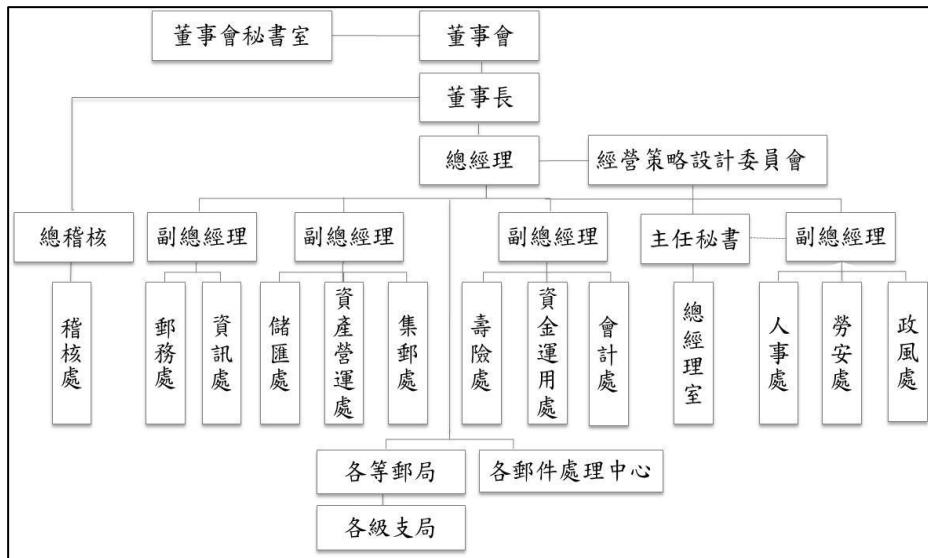 董事會秘書室
董事會
董事長
總經理
經營策略設計委員會
總稽核
副總經理
副總經理
副總經理
主任秘書
副總經理
稽核處
郵務處
資訊處
儲匯處
資產營運處
集郵處
壽險處
資金運用處
會計處
總經理室
人事處
勞安處
政風處
各等郵局
各郵件處理中心
各級支局